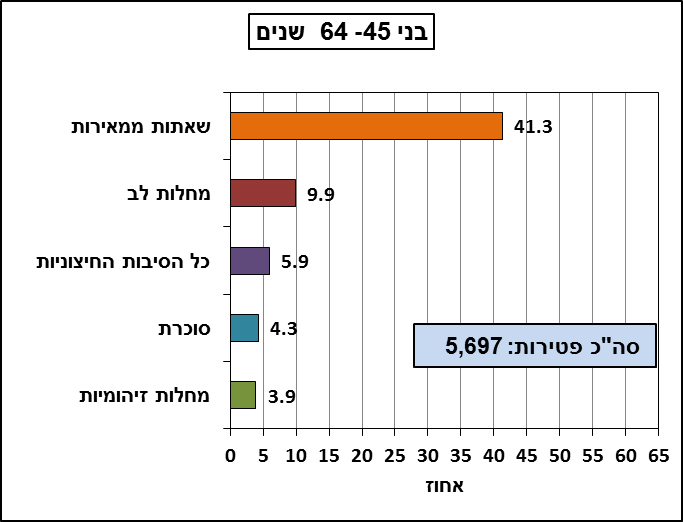 בני 45- 64 שנים
שאתות ממאירות 41.3
מחלות לב 9.9
כל הסיבות החיצוניות 5.9
סוכרת 4.3
סה"כ פטירות: 5,697
מחלות זיהומיות 3.9
0 5 10 15 20 25 30 35 40 45 50 55 60 65
אחוז